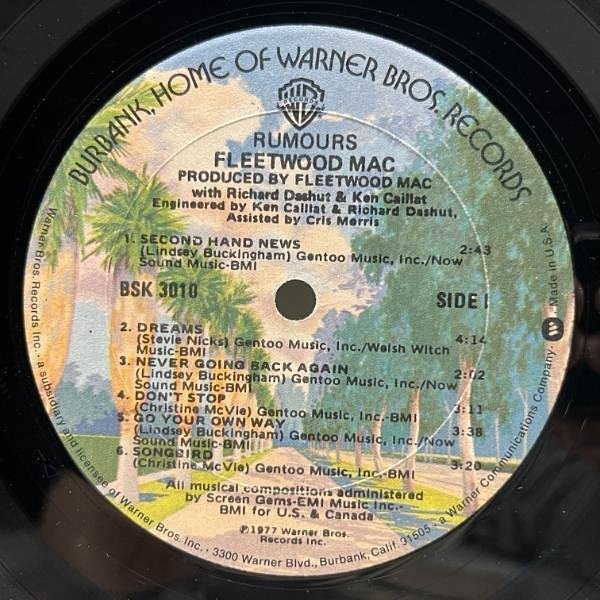 BURBANK, HOME OF WARNER BROS. RECORDS
RECORDS
RUMOURS
FLEETWOOD MAC
PRODUCED BY FLEETWOOD MAC
with Richard Dashut & Ken Caillat
Engineered by Ken Caillat & Richard Dashut,
Assisted by Cris Morris
1. SECOND HAND NEWS 2:43
(Lindsey Buckingham) Gentoo Music, Inc./Now
Sound Music-BMI
BSK 3010 SIDE 1
2. DREAMS 4:14
(Stevie Nicks) Gentoo Music, Inc./Welsh Witch
Music-BMI
3. NEVER GOING BACK AGAIN 2:02
(Lindsey Buckingham) Gentoo Music, Inc./Now
Sound Music-BMI
4. DON'T STOP 3:11
(Christine McVie) Gentoo Music, Inc.-BMI
5. GO YOUR OWN WAY 3:38
(Lindsey Buckingham) Gentoo Music, Inc./Now
Sound Music-BMI
6. SONGBIRD 3:20
(Christine McVie) Gentoo Music, Inc.-BMI
All musical compositions administered
by Screen Gems-EMI Music Inc.-
BMI for U.S. & Canada
℗1977 Warner Bros.
Records Inc.
Warner Bros. Records Inc. · a subsidiary and licensee of Warner Bros. Inc. · 3300 Warner Blvd., Burbank, Calif. 91505 · a Warner Communications Company · Made in U.S.A.